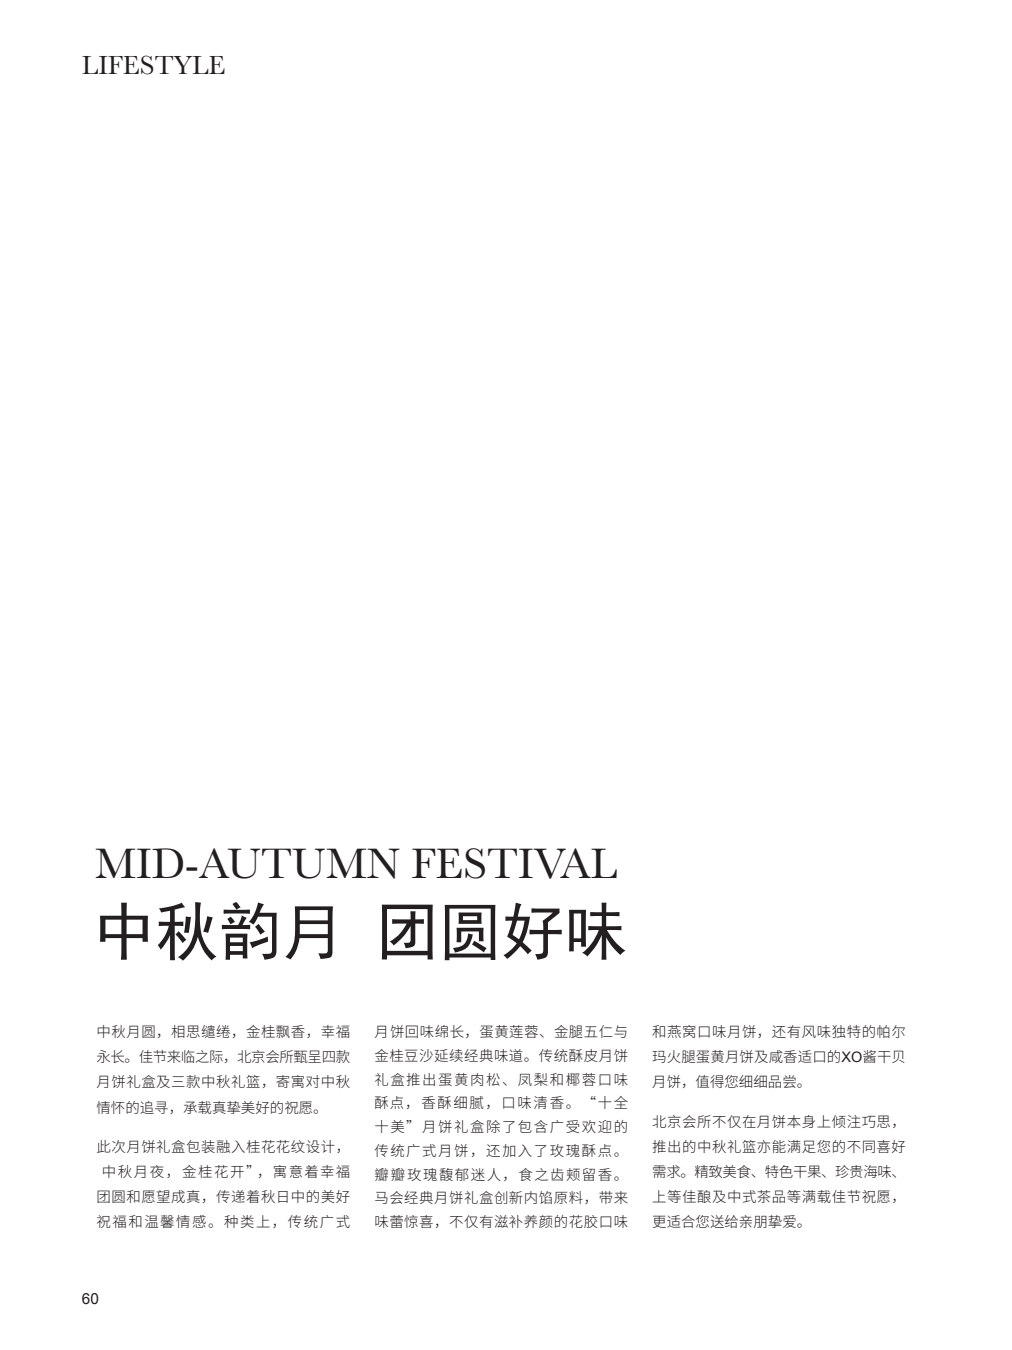 LIFESTYLE
MID-AUTUMN FESTIVAL
中秋韵月 团圆好味
中秋月圆，相思缱绻，金桂飘香，幸福
永长。佳节来临之际，北京会所甄呈四款
月饼礼盒及三款中秋礼篮，寄寓对中秋
情怀的追寻，承载真挚美好的祝愿。
此次月饼礼盒包装融入桂花花纹设计，
中秋月夜，金桂花开”，寓意着幸福
团圆和愿望成真，传递着秋日中的美好
祝福和温馨情感。种类上，传统广式
月饼回味绵长，蛋黄莲蓉、金腿五仁与
金桂豆沙延续经典味道。传统酥皮月饼
礼盒推出蛋黄肉松、凤梨和椰蓉口味
酥点，香酥细腻，口味清香。“十全
十美”月饼礼盒除了包含广受欢迎的
传统广式月饼，还加入了玫瑰酥点。
瓣瓣玫瑰馥郁迷人，食之齿颊留香。
马会经典月饼礼盒创新内馅原料，带来
味蕾惊喜，不仅有滋补养颜的花胶口味
和燕窝口味月饼，还有风味独特的帕尔
玛火腿蛋黄月饼及咸香适口的XO酱干贝
月饼，值得您细细品尝。
北京会所不仅在月饼本身上倾注巧思，
推出的中秋礼篮亦能满足您的不同喜好
需求。精致美食、特色干果、珍贵海味、
上等佳酿及中式茶品等满载佳节祝愿，
更适合您送给亲朋挚爱。
60